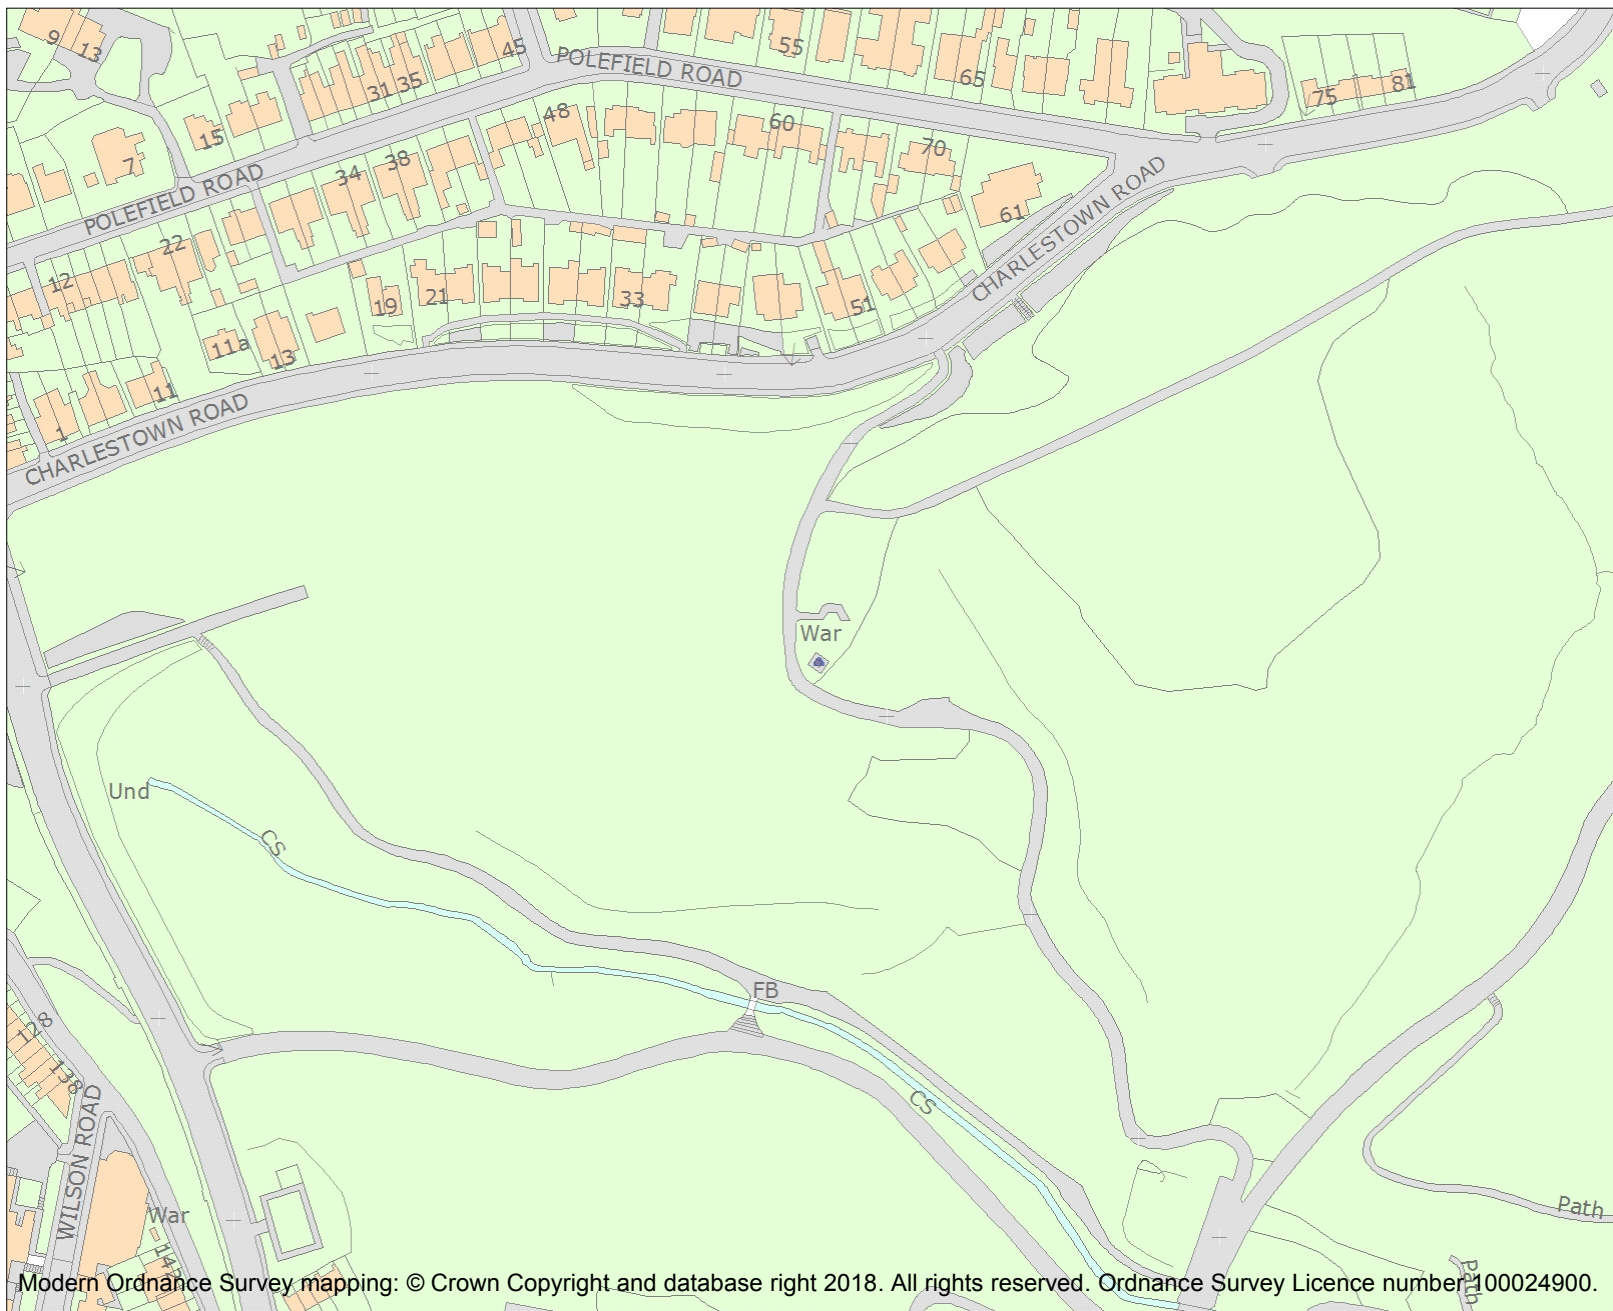 9
13
45
POLEFIELD ROAD
55
65
75
81
31
35
48
60
70
15
7
34
38
POLEFIELD ROAD
61
CHARLESTOWN ROAD
22
12
19
21
33
51
11a
13
11
1
CHARLESTOWN ROAD
War
Und
CS
FB
128
138
CS
WILSON ROAD
War
142
Path
Path
Modern Ordnance Survey mapping: © Crown Copyright and database right 2018. All rights reserved. Ordnance Survey Licence number 100024900.